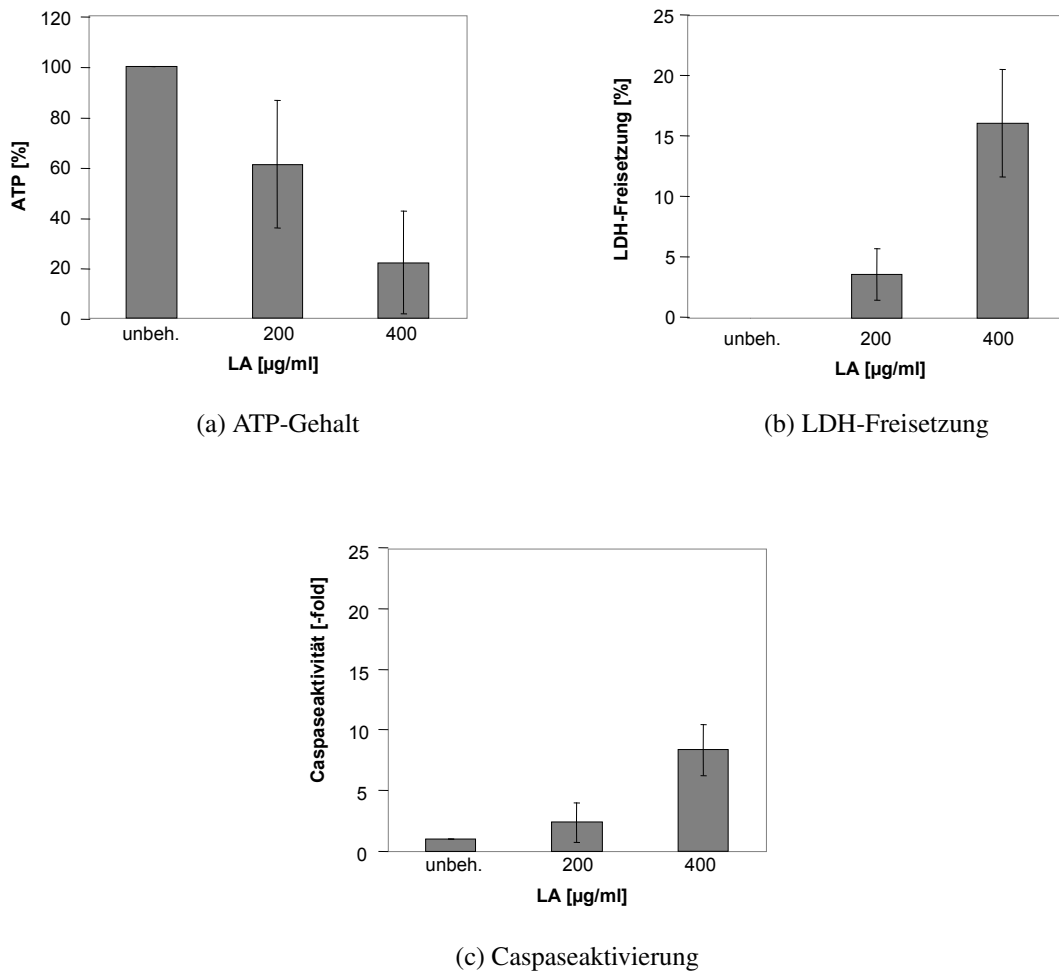 120
100
80
60
40
20
0
ATP [%]
unbeh. 200 400
LA [µg/ml]
(a) ATP-Gehalt
25
20
15
10
5
0
LDH-Freisetzung [%]
unbeh. 200 400
LA [µg/ml]
(b) LDH-Freisetzung
25
20
15
10
5
0
Caspaseaktivität [-fold]
unbeh. 200 400
LA [µg/ml]
(c) Caspaseaktivierung